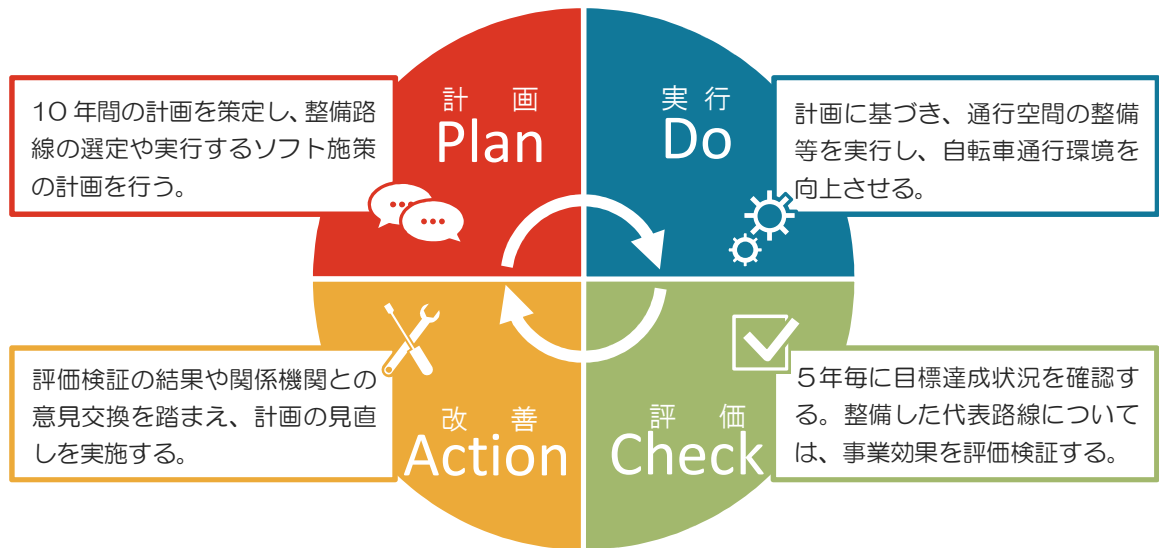 計画
Plan
10年間の計画を策定し、整備路
線の選定や実行するソフト施策
の計画を行う。
実行
Do
計画に基づき、通行空間の整備
等を実行し、自転車通行環境を
向上させる。
評価検証の結果や関係機関との
意見交換を踏まえ、計画の見直
しを実施する。
改善
Action
評価
Check
5年毎に目標達成状況を確認す
る。整備した代表路線について
は、事業効果を評価検証する。